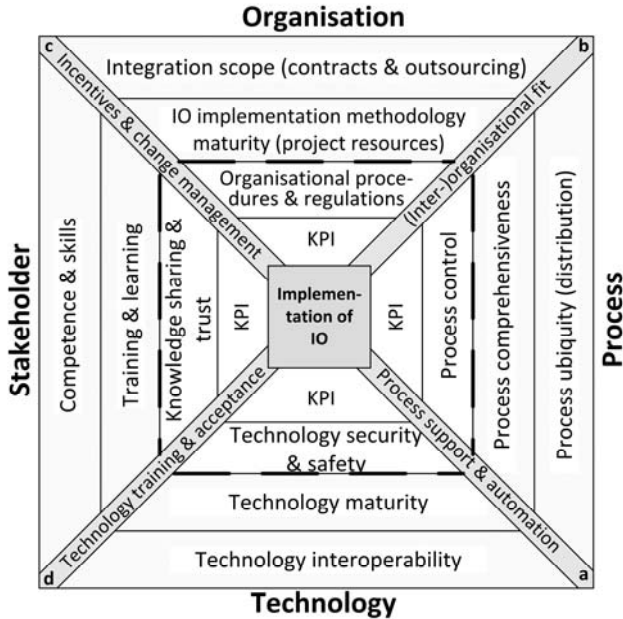 Organisation
c
b
Integration scope (contracts & outsourcing)
IO implementation methodology
maturity (project resources)
Organisational proce-
dures & regulations
KPI
Incentives & change management
(Inter-)organisational fit
Stakeholder
Competence & skills
Training & learning
Knowledge sharing &
trust
KPI
Implemen-
tation of
IO
KPI
Process control
Process comprehensiveness
Process ubiquity (distribution)
Process
KPI
Technology security
& safety
Technology maturity
Technology interoperability
Technology training & acceptance
Process support & automation
d
a
Technology